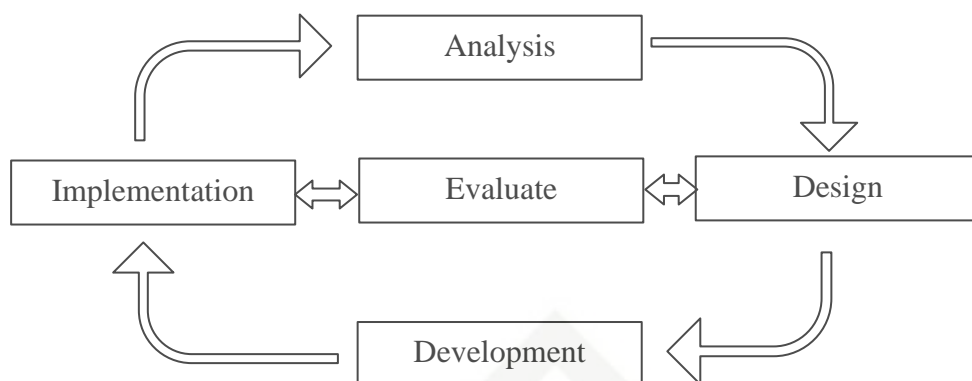 Analysis
Implementation
Evaluate
Design
Development